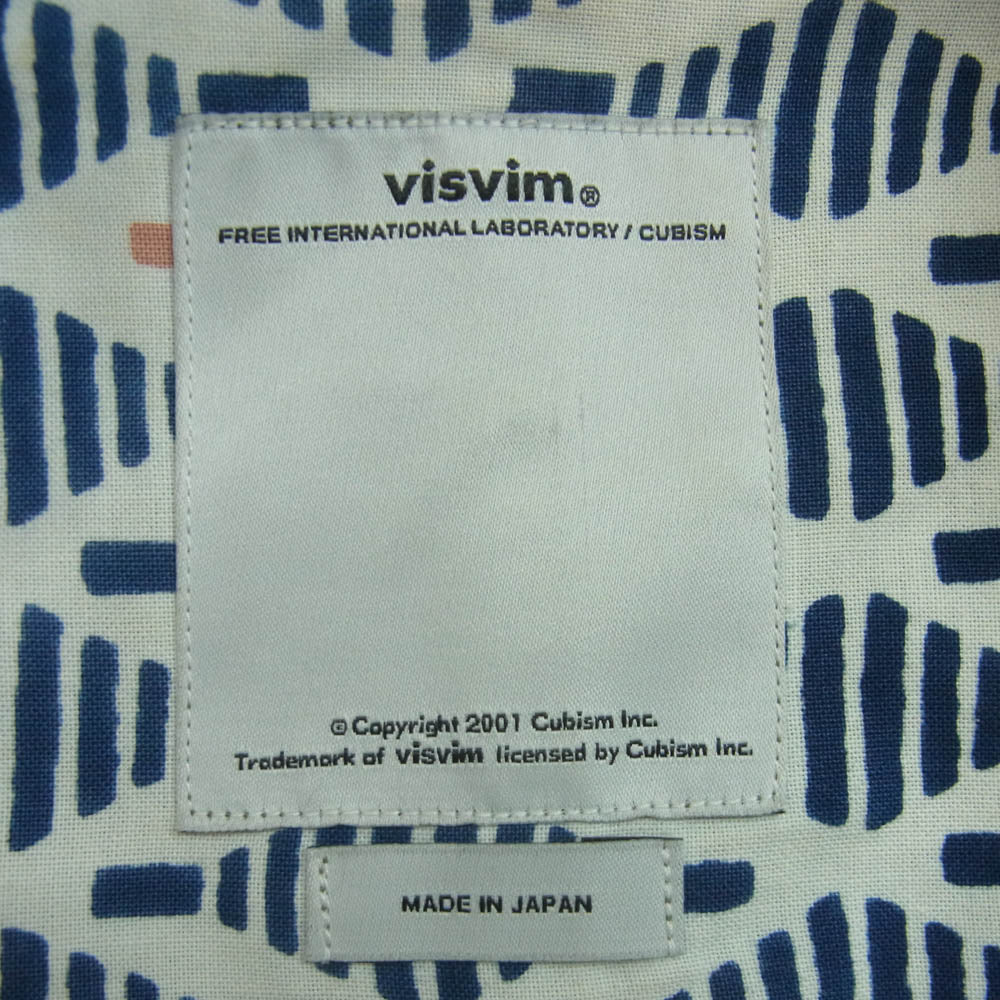 visvim®
FREE INTERNATIONAL LABORATORY / CUBISM
© Copyright 2001 Cubism Inc.
Trademark of visvim licensed by Cubism Inc.
MADE IN JAPAN